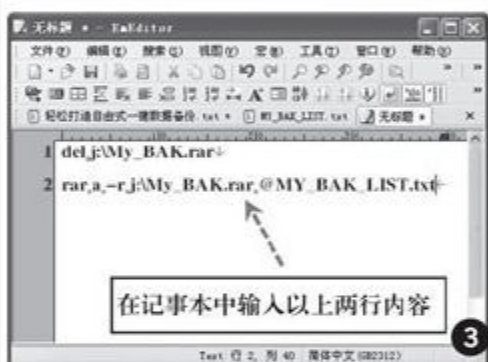 无标题 * - EmEditor
文件(F) 编辑(E) 搜索(S) 视图(V) 宏(M) 工具(T) 窗口(W) 帮助(H)
轻松打造自由式一键数据备份.txt * MY_BAK_LIST.txt 无标题 *
1 del,j:\My_BAK.rar↓
2 rar,a,-r,j:\My_BAK.rar,@MY_BAK_LIST.txt←
在记事本中输入以上两行内容
3
Text 行 2, 列 40 简体中文(GB2312)